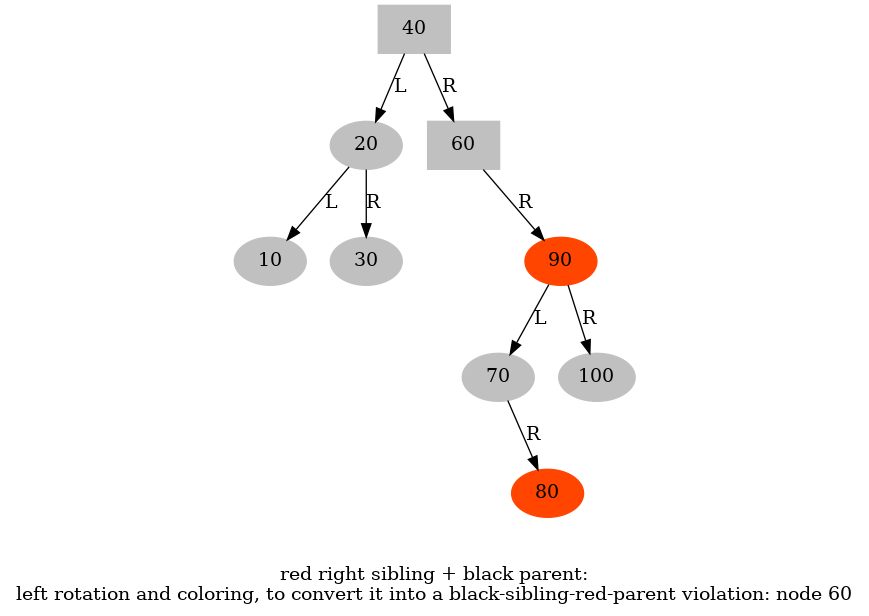 40
L R
20 60
L R R
10 30 90
L R
70 100
R
80
red right sibling + black parent:
left rotation and coloring, to convert it into a black-sibling-red-parent violation: node 60